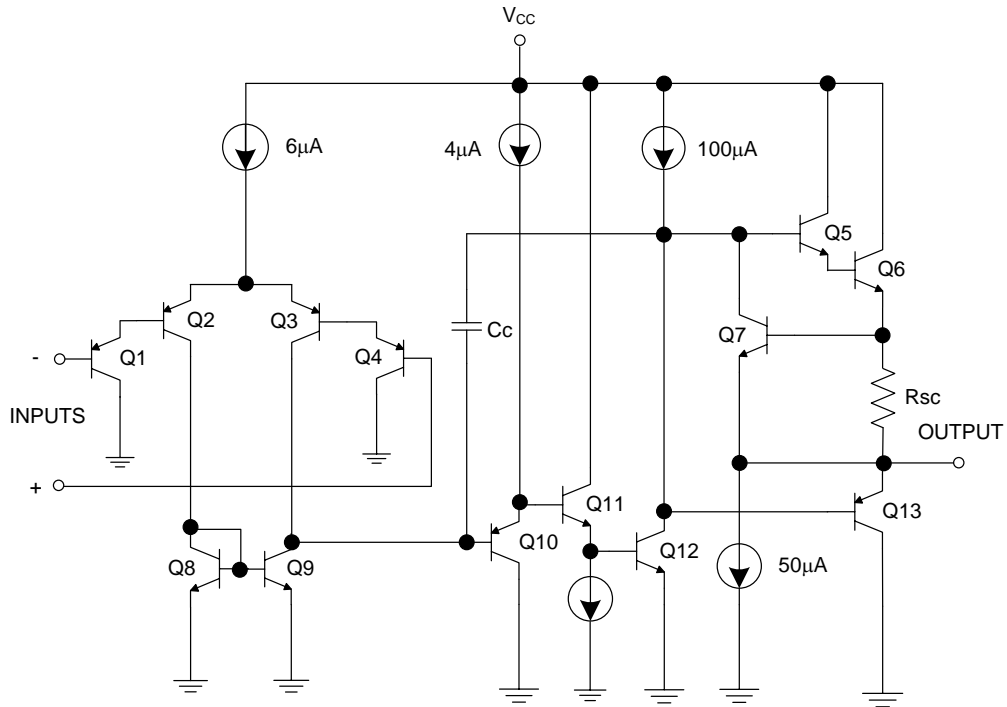 VCC
6μA
4μA
100μA
Q5
Q6
Q2
Q3
Q1
Q4
Cc
Q7
-
INPUTS
Rsc
OUTPUT
+
Q11
Q13
Q10
Q12
Q8
Q9
50μA